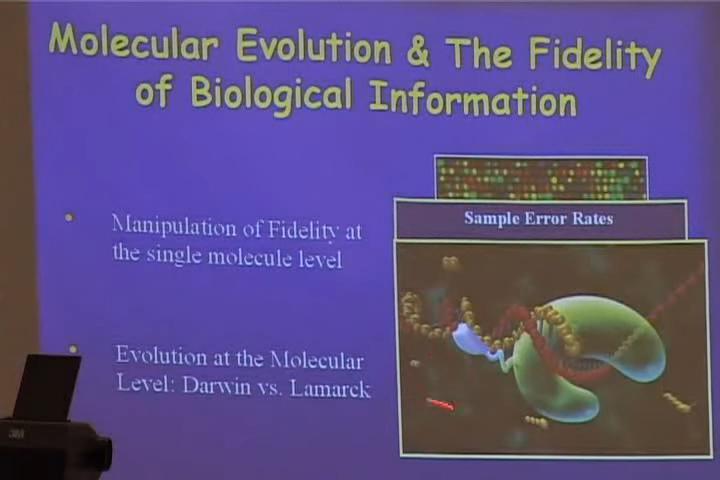 Molecular Evolution & The Fidelity
of Biological Information
Sample Error Rates
Manipulation of Fidelity at
the single molecule level
Evolution at the Molecular
Level: Darwin vs. Lamarck
3M